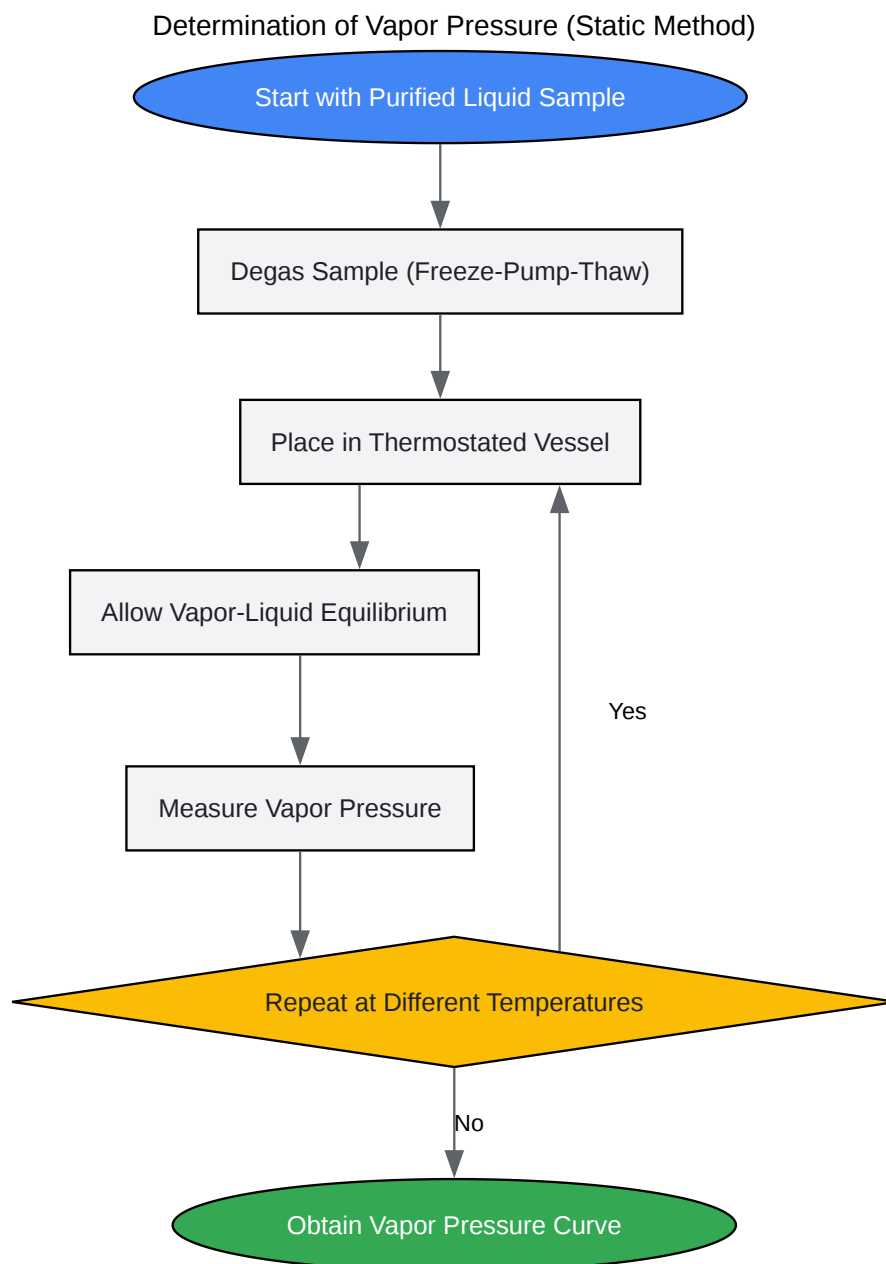 Determination of Vapor Pressure (Static Method)
Start with Purified Liquid Sample
Degas Sample (Freeze-Pump-Thaw)
Place in Thermostated Vessel
Allow Vapor-Liquid Equilibrium
Yes
Measure Vapor Pressure
Repeat at Different Temperatures
No
Obtain Vapor Pressure Curve